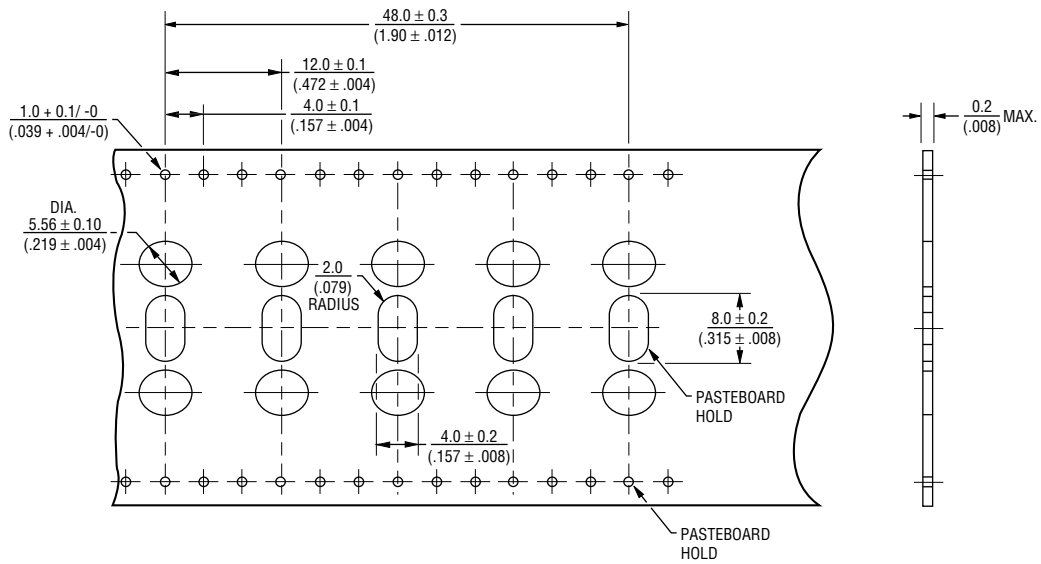 48.0 ± 0.3
(1.90 ± .012)
12.0 ± 0.1
(.472 ± .004)
4.0 ± 0.1
(.157 ± .004)
1.0 + 0.1/ -0
(.039 + .004/-0)
0.2
(.008)
MAX.
DIA.
5.56 ± 0.10
(.219 ± .004)
2.0
(.079)
RADIUS
8.0 ± 0.2
(.315 ± .008)
PASTEBOARD
HOLD
4.0 ± 0.2
(.157 ± .008)
PASTEBOARD
HOLD